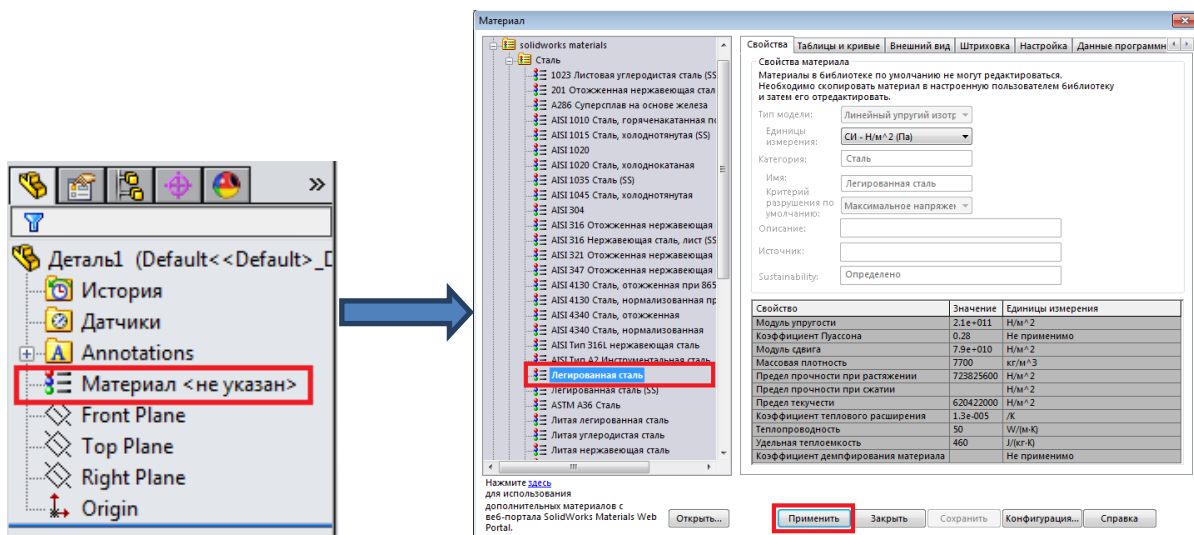 »
Деталь1 (Default<<Default>_D
История
Датчики
Annotations
Материал <не указан>
Front Plane
Top Plane
Right Plane
Origin
Материал
solidworks materials
Сталь
1023 Листовая углеродистая сталь (SS
201 Отожженная нержавеющая стал
A286 Суперсплав на основе железа
AISI 1010 Сталь, горяченакатанная по
AISI 1015 Сталь, холоднотянутая (SS)
AISI 1020
AISI 1020 Сталь, холоднокатаная
AISI 1035 Сталь (SS)
AISI 1045 Сталь, холоднотянутая
AISI 304
AISI 316 Отожженная нержавеющая
AISI 316 Нержавеющая сталь, лист (SS
AISI 321 Отожженная нержавеющая
AISI 347 Отожженная нержавеющая
AISI 4130 Сталь, отожженная при 865
AISI 4130 Сталь, нормализованная пр
AISI 4340 Сталь, отожженная
AISI 4340 Сталь, нормализованная
AISI Тип 316L нержавеющая сталь
AISI Тип A2 Инструментальная сталь
Легированная сталь
Легированная сталь (SS)
ASTM A36 Сталь
Литая легированная сталь
Литая углеродистая сталь
Литая нержавеющая сталь
Нажмите здесь
для использования
дополнительных материалов с
веб-портала SolidWorks Materials Web
Portal.
Открыть...
Свойства Таблицы и кривые Внешний вид Штриховка Настройка Данные программн
Свойства материала
Материалы в библиотеке по умолчанию не могут редактироваться.
Необходимо скопировать материал в настроенную пользователем библиотеку
и затем его отредактировать.
Тип модели: Линейный упругий изотр
Единицы измерения: СИ - Н/м^2 (Па)
Категория: Сталь
Имя: Легированная сталь
Критерий разрушения по умолчанию: Максимальное напряжен
Описание:
Источник:
Sustainability: Определено
Свойство Значение Единицы измерения
Модуль упругости 2.1e+011 Н/м^2
Коэффициент Пуассона 0.28 Не применимо
Модуль сдвига 7.9e+010 Н/м^2
Массовая плотность 7700 кг/м^3
Предел прочности при растяжении 723825600 Н/м^2
Предел прочности при сжатии Н/м^2
Предел текучести 620422000 Н/м^2
Коэффициент теплового расширения 1.3e-005 /K
Теплопроводность 50 W/(м·K)
Удельная теплоемкость 460 J/(кг·K)
Коэффициент демпфирования материала Не применимо
Применить Закрыть Сохранить Конфигурация... Справка